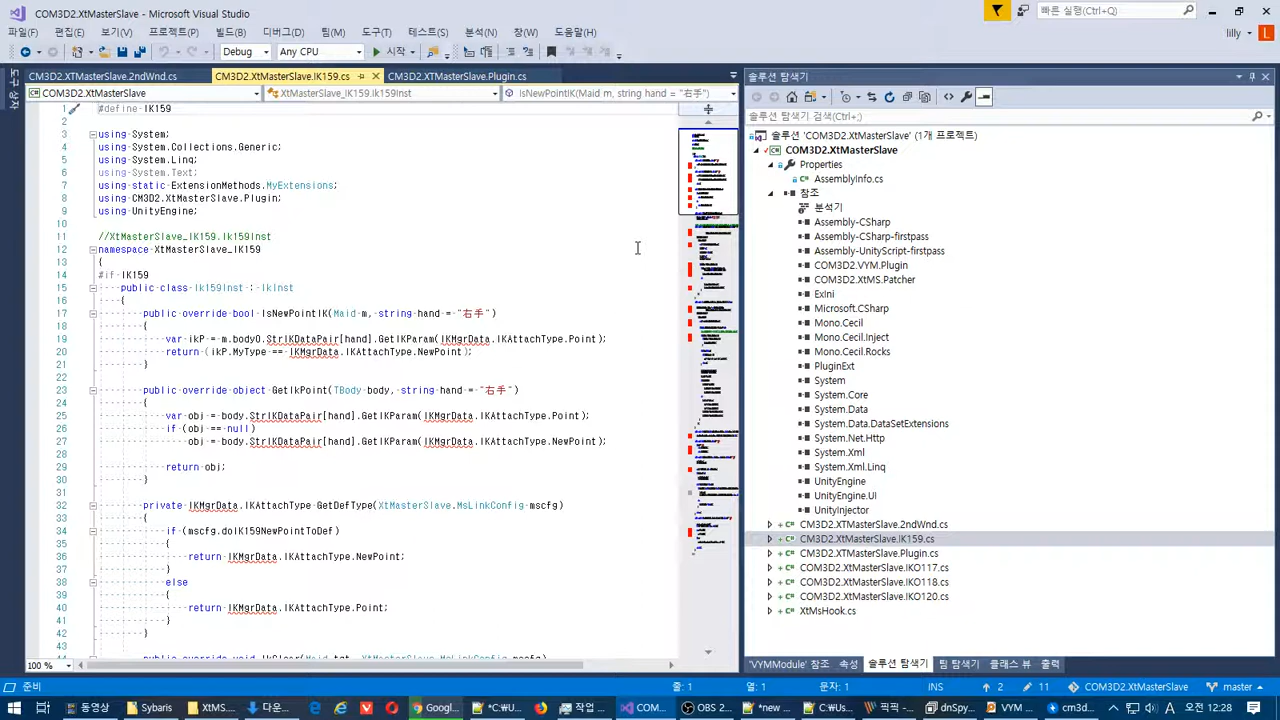 COM3D2.XtMasterSlave - Microsoft Visual Studio
빠른 실행(Ctrl+Q)
파일(F) 편집(E) 보기(V) 프로젝트(P) 빌드(B) 디버그(D) 팀(M) 도구(T) 테스트(S) 분석(N) 창(W) 도움말(H)
lilly
Debug Any CPU 시작
CM3D2.XtMasterSlave.2ndWnd.cs CM3D2.XtMasterSlave.IK159.cs CM3D2.XtMasterSlave.Plugin.cs
COM3D2.XtMasterSlave XtMasterSlave_IK159.Ik159Inst IsNewPointIK(Maid m, string hand = "右手")
1 #define IK159
2
3 using System;
4 using System.Collections.Generic;
5 using System.Linq;
6 using System.Text;
7 using static ExtensionMethods.MyExtensions;
8 using CM3D2.XtMasterSlave.Plugin;
9 using UnityEngine;
10
11 //XtMasterSlave_IK159.Ik159Inst
12 namespace XtMasterSlave_IK159
13 {
14 #if IK159
15 public class Ik159Inst : IkInst
16 {
17 public override bool IsNewPointIK(Maid m, string hand = "右手")
18 {
19 var ikP = m.body0.StrIKDataPair[hand].GetIKParam(IKMgrData.IKAttachType.Point);
20 return (ikP.MyType == IKMgrData.IKAttachType.NewPoint);
21 }
22
23 public override object GetIkPoint(TBody body, string hand = "右手")
24 {
25 var obj = body.StrIKDataPair[hand].GetIKParam(IKMgrData.IKAttachType.Point);
26 if (obj == null)
27 obj = body.StrIKDataPair[hand].GetIKParam(IKMgrData.IKAttachType.NewPoint);
28
29 return obj;
30 }
31
32 private IKMgrData.IKAttachType GetDefType(XtMasterSlave.MsLinkConfig mscfg)
33 {
34 if (mscfg.doIK159NewPointToDef)
35 {
36 return IKMgrData.IKAttachType.NewPoint;
37 }
38 else
39 {
40 return IKMgrData.IKAttachType.Point;
41 }
42 }
43
44 public override void IkClear(Maid tgt, XtMasterSlave.MsLinkConfig mscfg)
100 %
솔루션 탐색기
솔루션 탐색기 검색(Ctrl+;)
솔루션 'COM3D2.XtMasterSlave' (1개 프로젝트)
COM3D2.XtMasterSlave
Properties
AssemblyInfo.cs
참조
분석기
Assembly-CSharp
Assembly-CSharp-firstpass
Assembly-UnityScript-firstpass
COM3D2.VYM.Plugin
COM3D2.VYM.Patcher
ExIni
Microsoft.CSharp
Mono.Cecil
Mono.Cecil.Inject
Mono.Cecil.Rocks
PluginExt
System
System.Core
System.Data
System.Data.DataSetExtensions
System.Net.Http
System.Xml
System.Xml.Linq
UnityEngine
UnityEngine.UI
UnityInjector
CM3D2.XtMasterSlave.2ndWnd.cs
CM3D2.XtMasterSlave.IK159.cs
CM3D2.XtMasterSlave.Plugin.cs
COM3D2.XtMasterSlave.IKO117.cs
COM3D2.XtMasterSlave.IKO118.cs
COM3D2.XtMasterSlave.IKO120.cs
XtMsHook.cs
'VYMModule' 참조 속성 솔루션 탐색기 팀 탐색기 클래스 뷰 출력
준비 줄: 1 열: 1 문자: 1 INS 2 11 COM3D2.XtMasterSlave master
동영상 Sybaris XtMS... 다운... Googl... *C:₩U... 작업 ... COM... OBS 2... *new ... C:₩U... 픽픽 ... dnSpy... VYM ... cm3d... A 오전 12:28